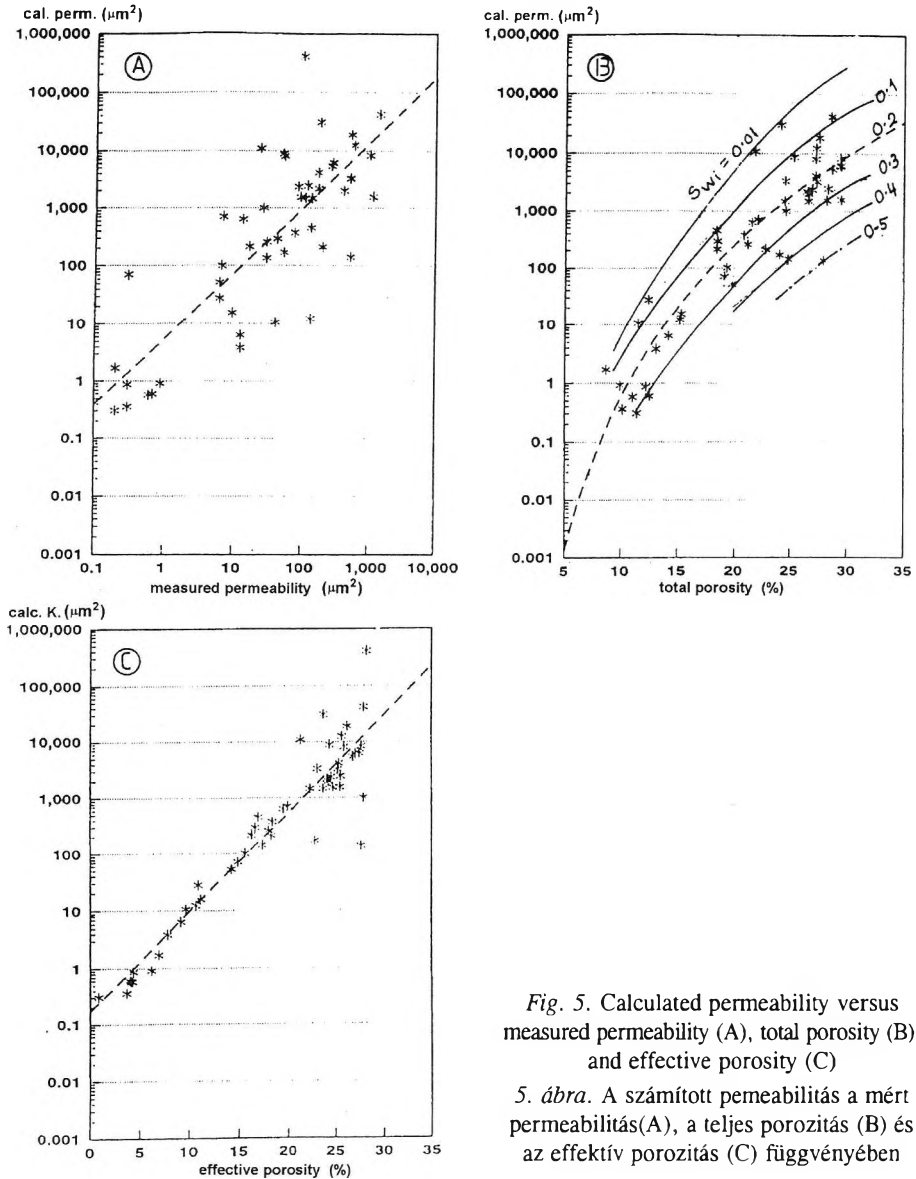 cal. perm. (μm²)
1,000,000
100,000
10,000
1,000
100
10
1
0.1
0.01
0.001
A
0.1 1 10 100 1,000 10,000
measured permeability (μm²)
cal. perm. (μm²)
1,000,000
100,000
10,000
1,000
100
10
1
0.1
0.01
0.001
B
Swi = 0.01
0.1
0.2
0.3
0.4
0.5
5 10 15 20 25 30 35
total porosity (%)
calc. K. (μm²)
1,000,000
100,000
10,000
1,000
100
10
1
0.1
0.01
0.001
C
0 5 10 15 20 25 30 35
effective porosity (%)
Fig. 5. Calculated permeability versus
measured permeability (A), total porosity (B)
and effective porosity (C)
5. ábra. A számított pemeabilitás a mért
permeabilitás(A), a teljes porozitás (B) és
az effektív porozitás (C) függvényében